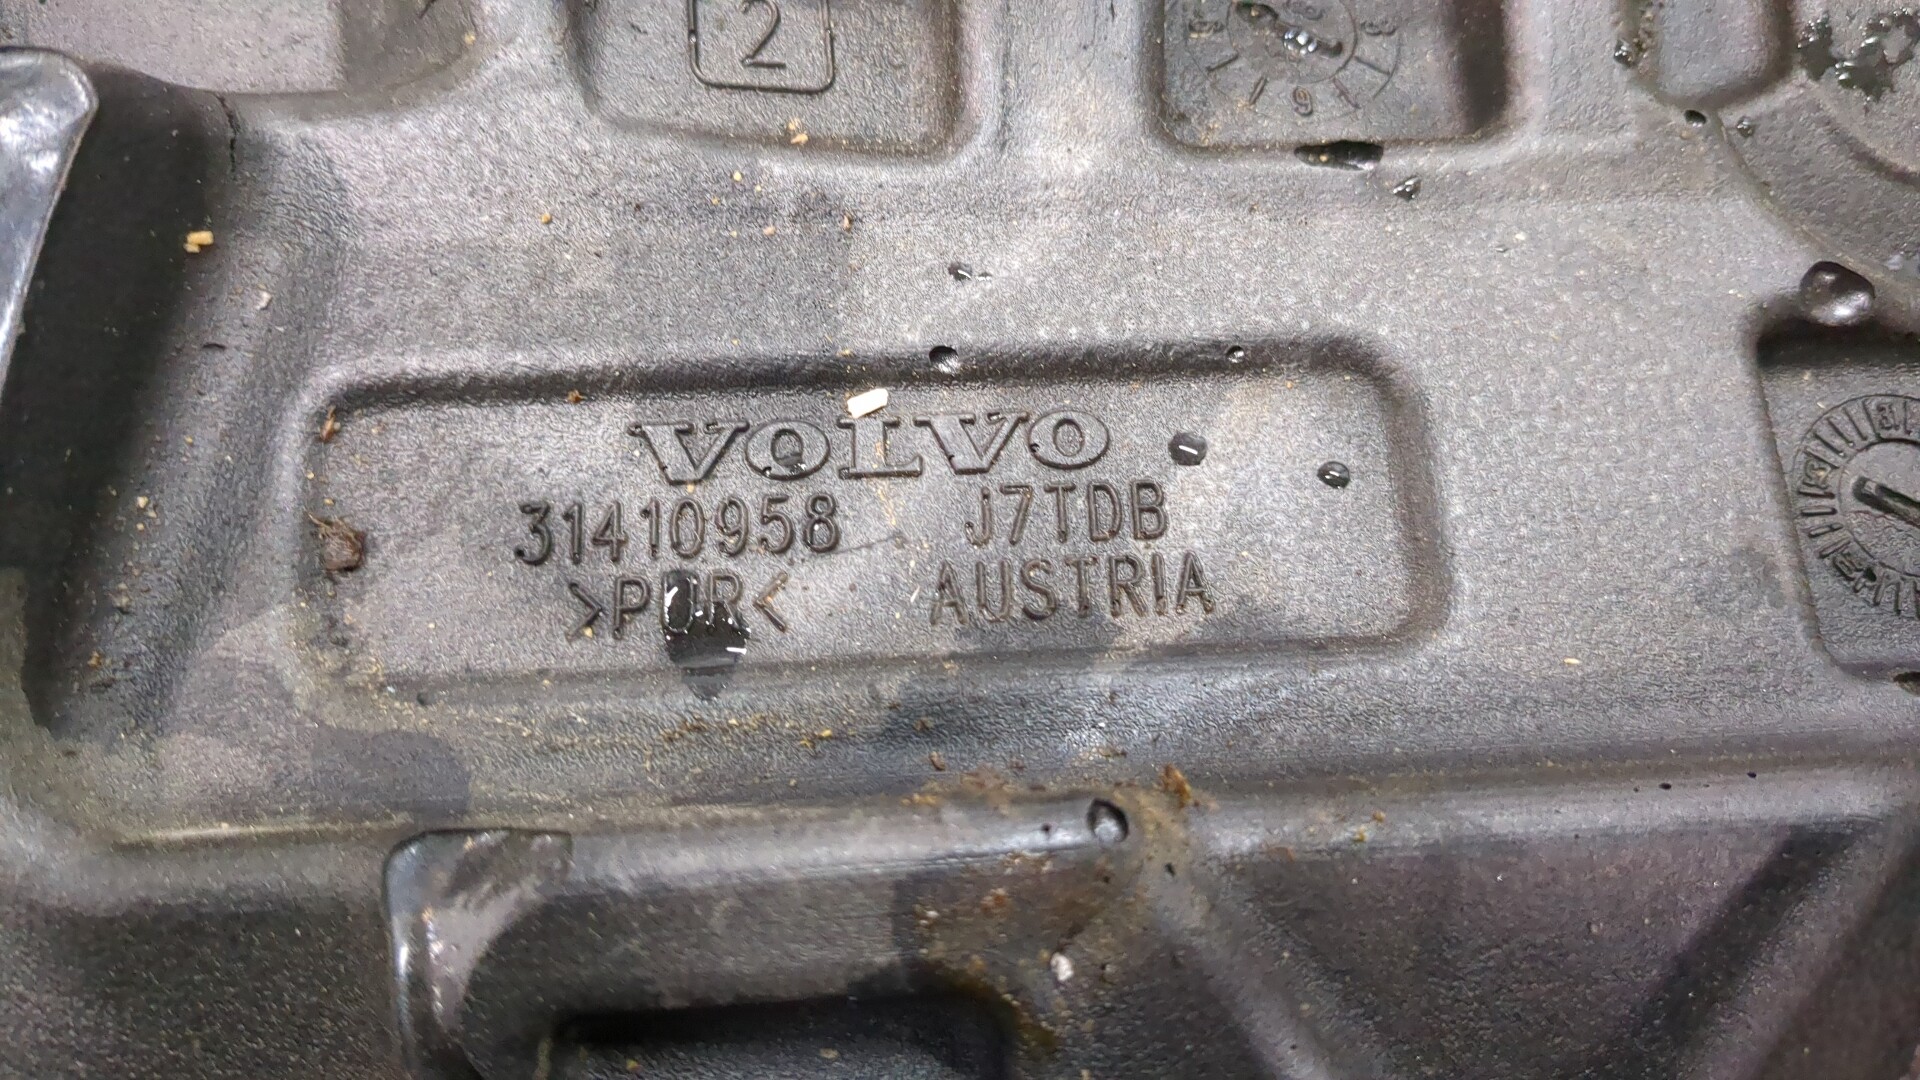 2
VOLVO
31410958 J7TDB
>PUR< AUSTRIA